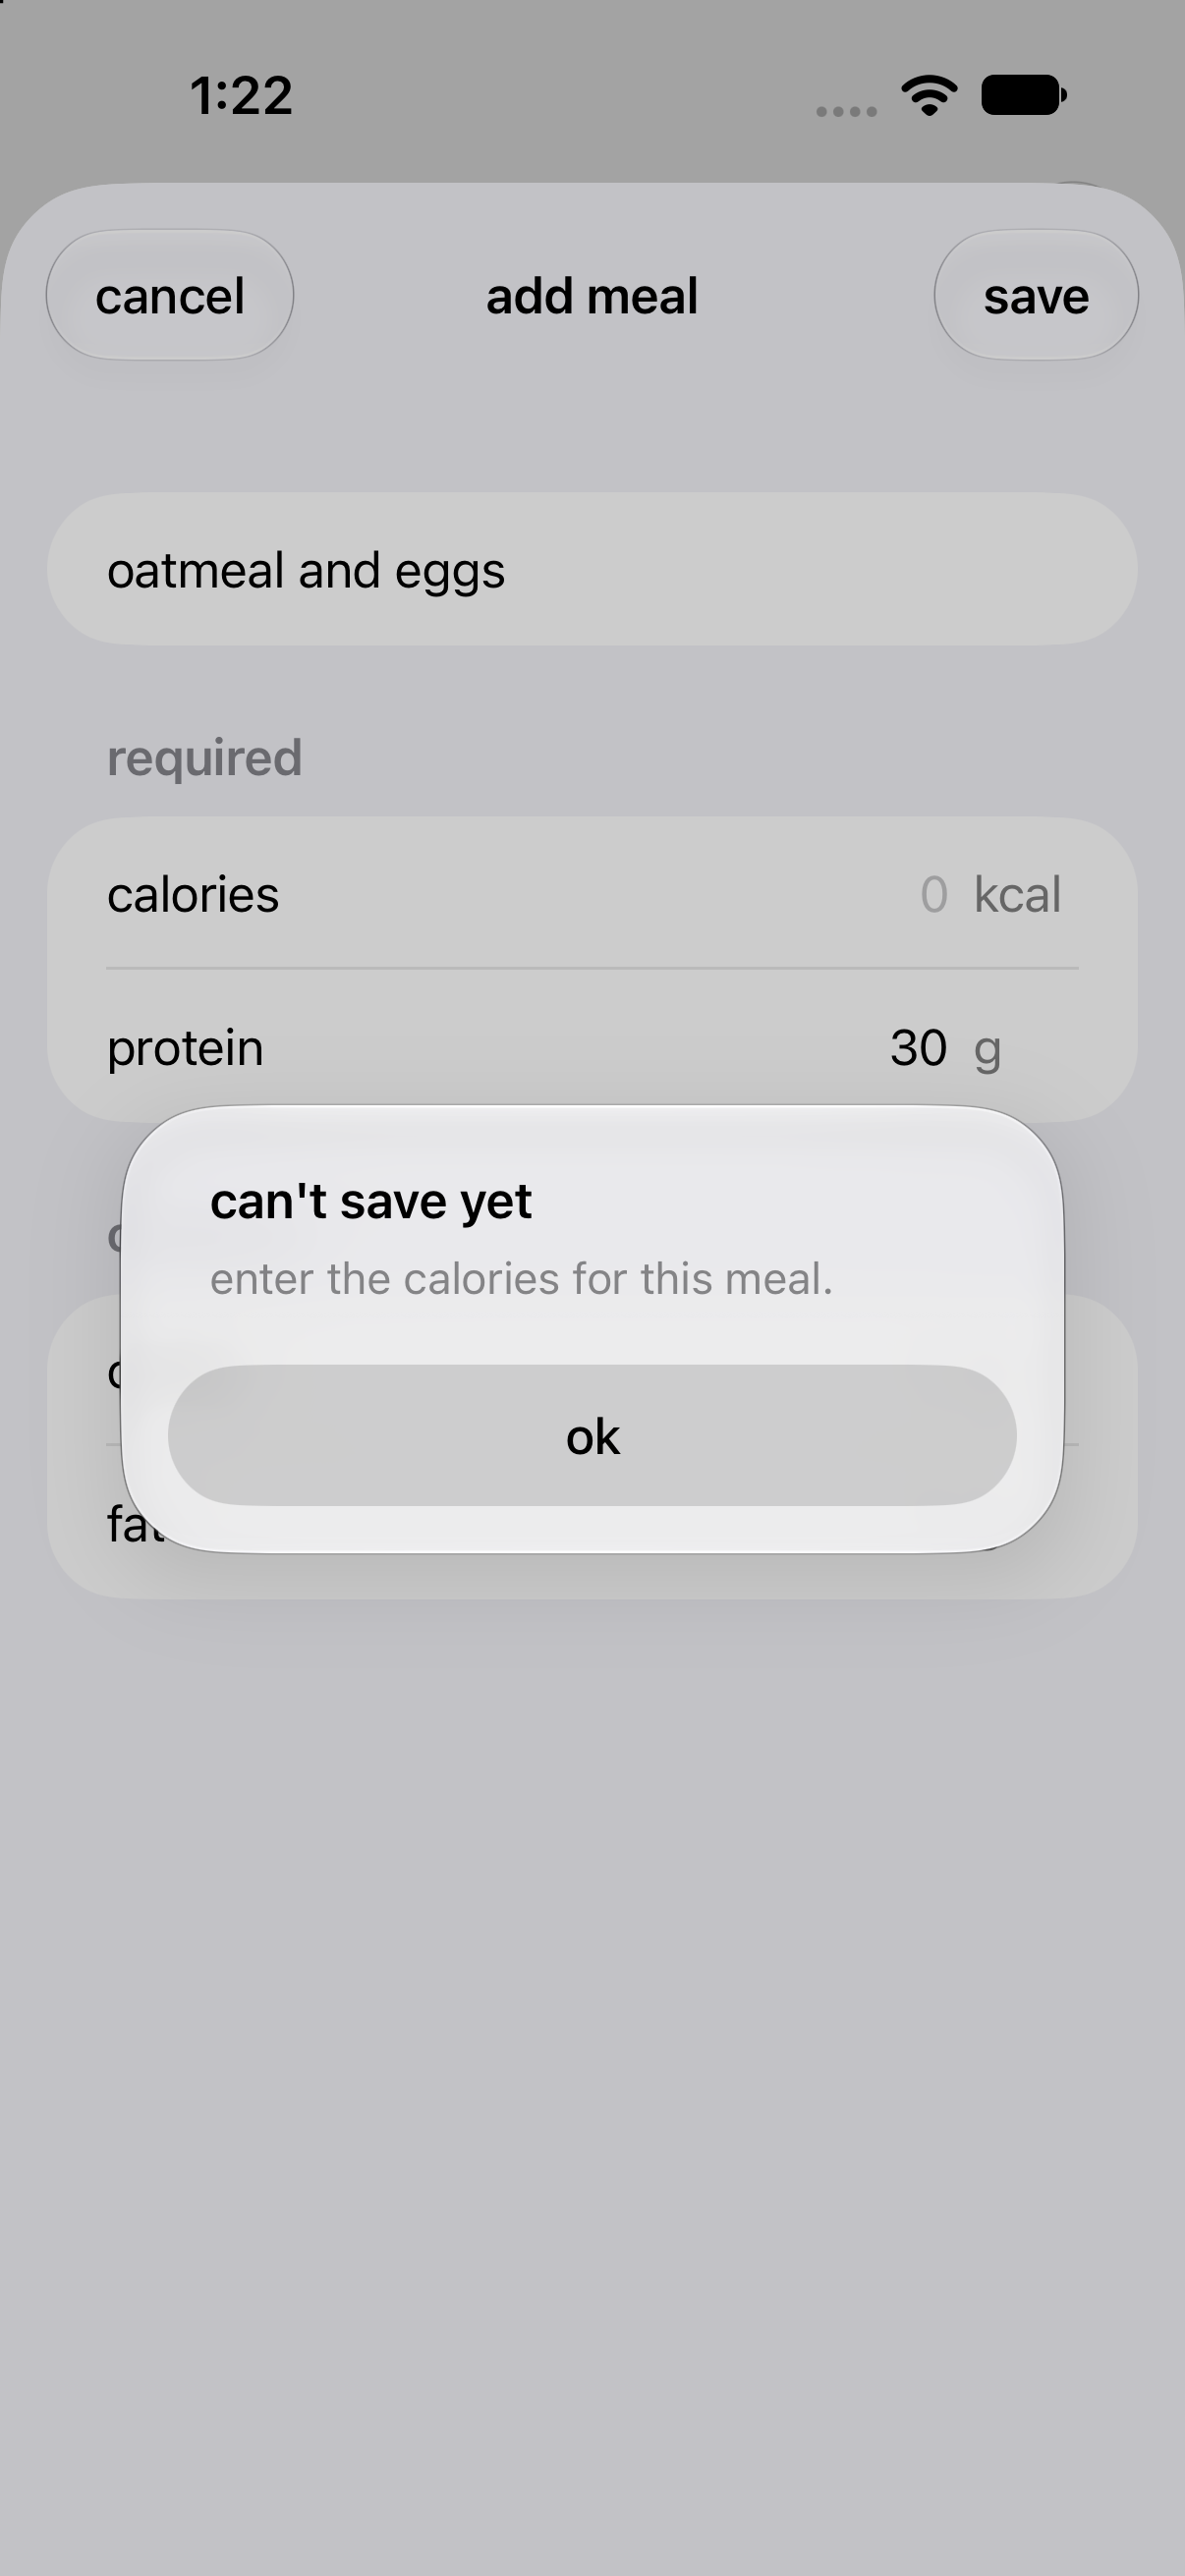 1:22
cancel
add meal
save
oatmeal and eggs
required
calories
0 kcal
protein
30 g
can't save yet
enter the calories for this meal.
ok
fat